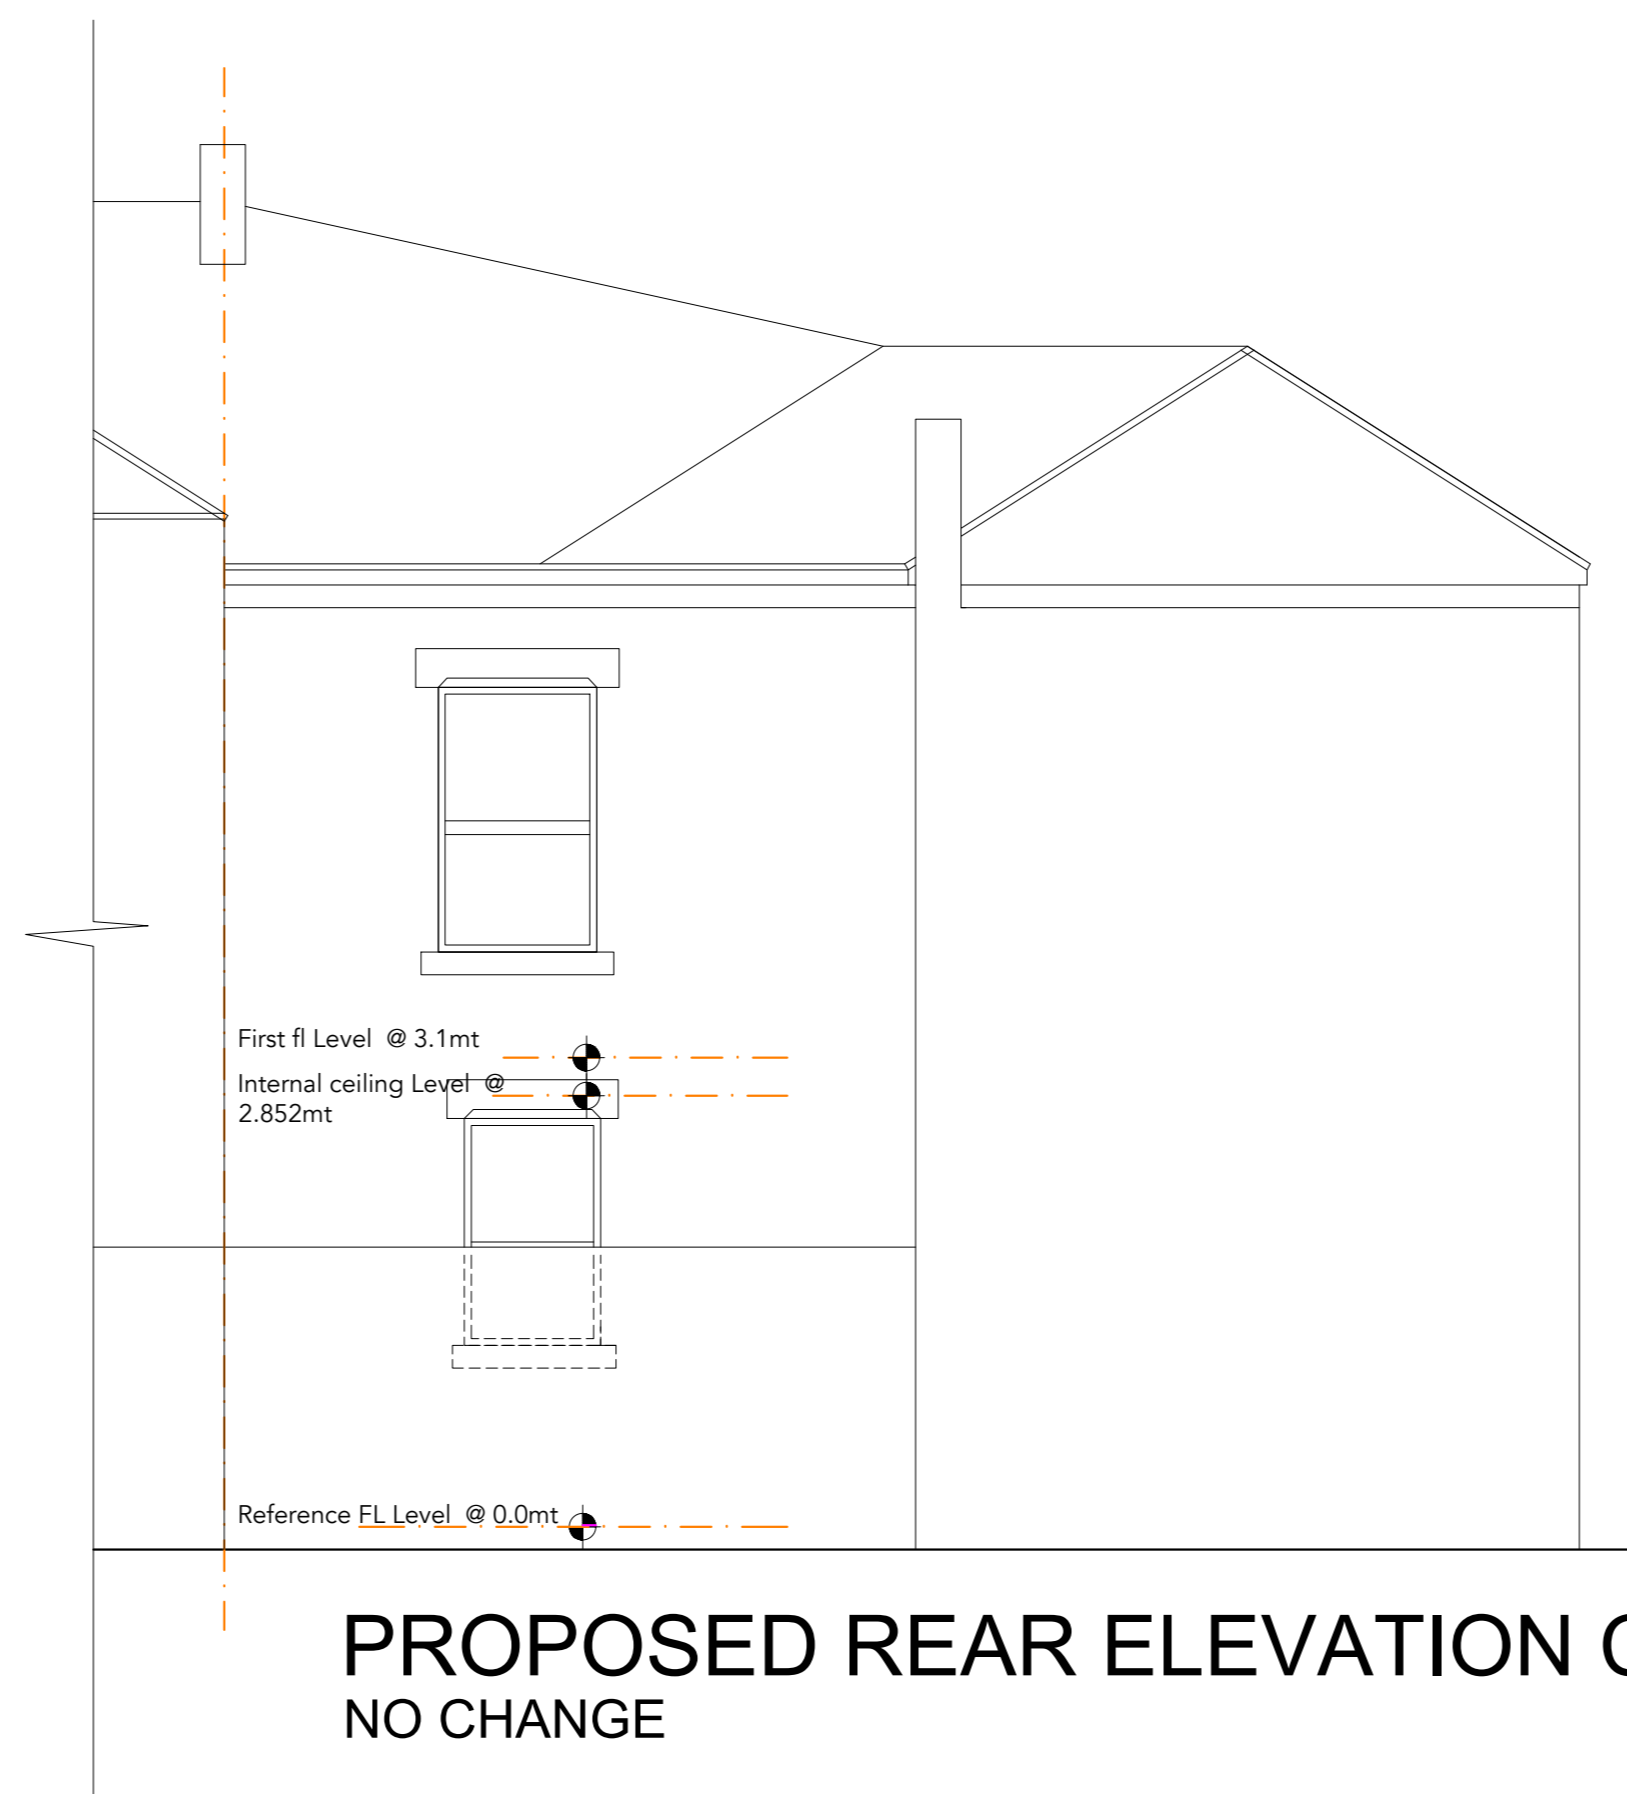 First fl Level @ 3.1mt
Internal ceiling Level @
2.852mt
Reference FL Level @ 0.0mt
PROPOSED REAR ELEVATION
NO CHANGE